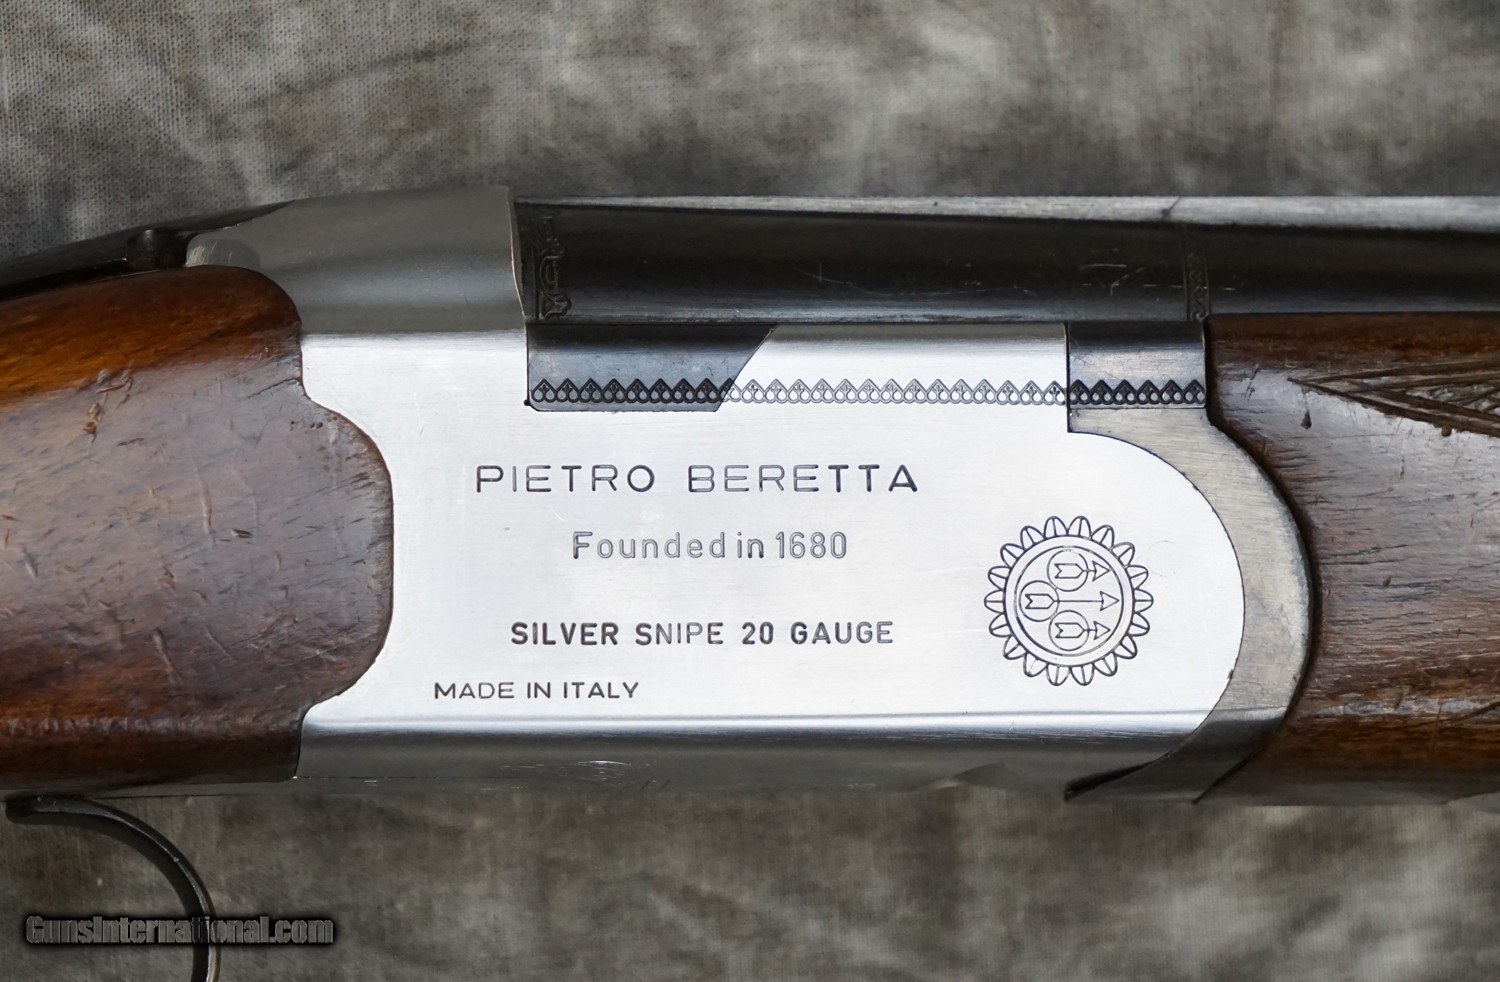 PIETRO BERETTA
Founded in 1680
SILVER SNIPE 20 GAUGE
MADE IN ITALY
GunsInternational.com